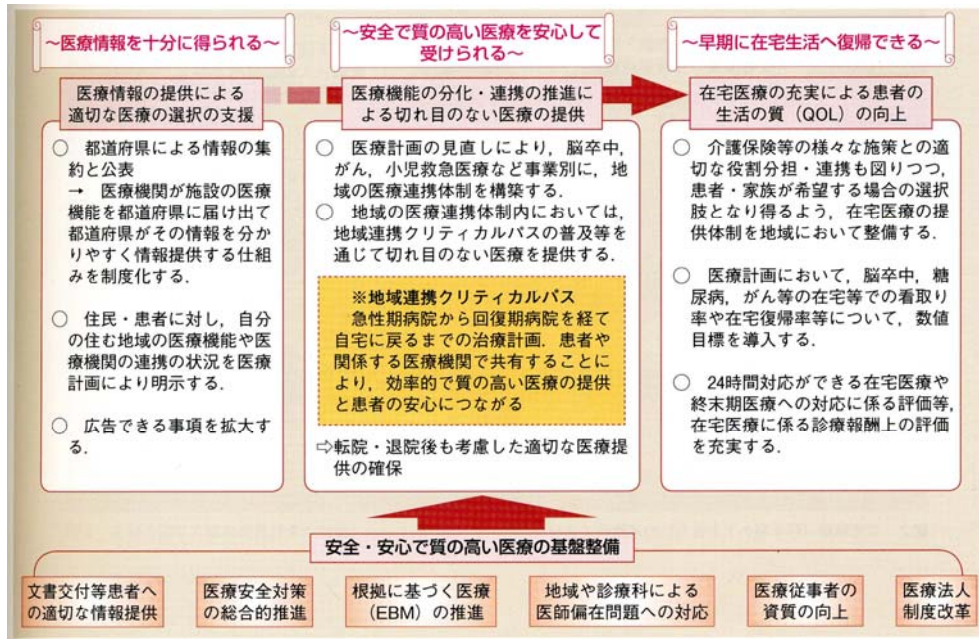 ～医療情報を十分に得られる～
～安全で質の高い医療を安心して
受けられる～
～早期に在宅生活へ復帰できる～
医療情報の提供による
適切な医療の選択の支援
○　都道府県による情報の集
約と公表
→　医療機関が施設の医療
機能を都道府県に届け出て
都道府県がその情報を分か
りやすく情報提供する仕組
みを制度化する．
○　住民・患者に対し，自分
の住む地域の医療機能や医
療機関の連携の状況を医療
計画により明示する．
○　広告できる事項を拡大す
る．
医療機能の分化・連携の推進に
よる切れ目のない医療の提供
○　医療計画の見直しにより，脳卒中，
がん，小児救急医療など事業別に，地
域の医療連携体制を構築する．
○　地域の医療連携体制内においては，
地域連携クリティカルパスの普及等を
通じて切れ目のない医療を提供する．
※地域連携クリティカルパス
急性期病院から回復期病院を経て
自宅に戻るまでの治療計画．患者や
関係する医療機関で共有することに
より，効率的で質の高い医療の提供
と患者の安心につながる
⇨転院・退院後も考慮した適切な医療提
供の確保
在宅医療の充実による患者の
生活の質（QOL）の向上
○　介護保険等の様々な施策との適
切な役割分担・連携も図りつつ，
患者・家族が希望する場合の選択
肢となり得るよう，在宅医療の提
供体制を地域において整備する．
○　医療計画において，脳卒中，糖
尿病，がん等の在宅等での看取り
率や在宅復帰率等について，数値
目標を導入する．
○　24時間対応ができる在宅医療や
終末期医療への対応に係る評価等，
在宅医療に係る診療報酬上の評価
を充実する．
安全・安心で質の高い医療の基盤整備
文書交付等患者へ
の適切な情報提供
医療安全対策
の総合的推進
根拠に基づく医療
（EBM）の推進
地域や診療科による
医師偏在問題への対応
医療従事者の
資質の向上
医療法人
制度改革